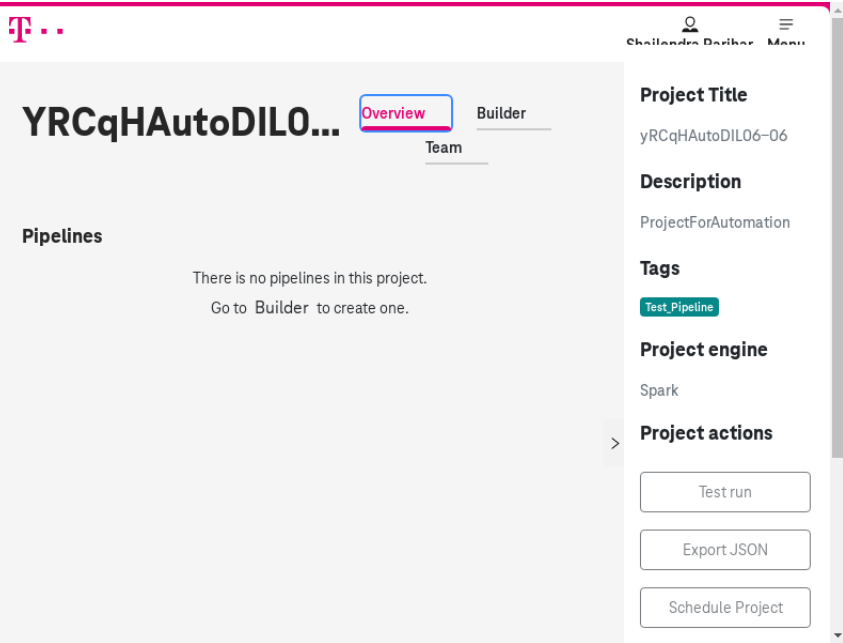 T
Shailendra Parihar
Menu
YRCqHAutoDIL0...
Overview
Builder
Team
Pipelines
There is no pipelines in this project.
Go to Builder to create one.
Project Title
yRCqHAutoDIL06-06
Description
ProjectForAutomation
Tags
Test_Pipeline
Project engine
Spark
Project actions
Test run
Export JSON
Schedule Project